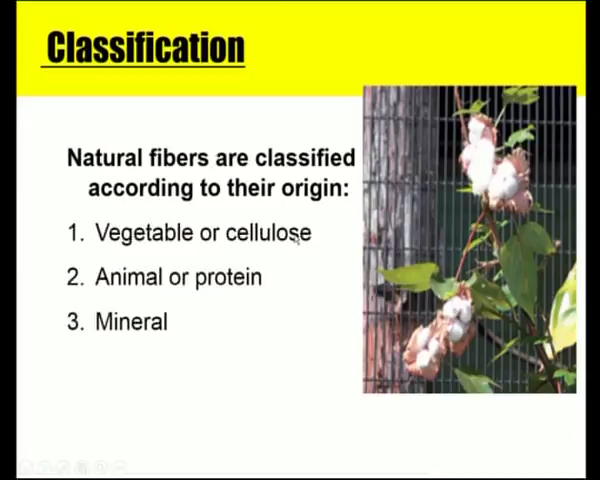 Classification
Natural fibers are classified
according to their origin:
1. Vegetable or cellulose
2. Animal or protein
3. Mineral